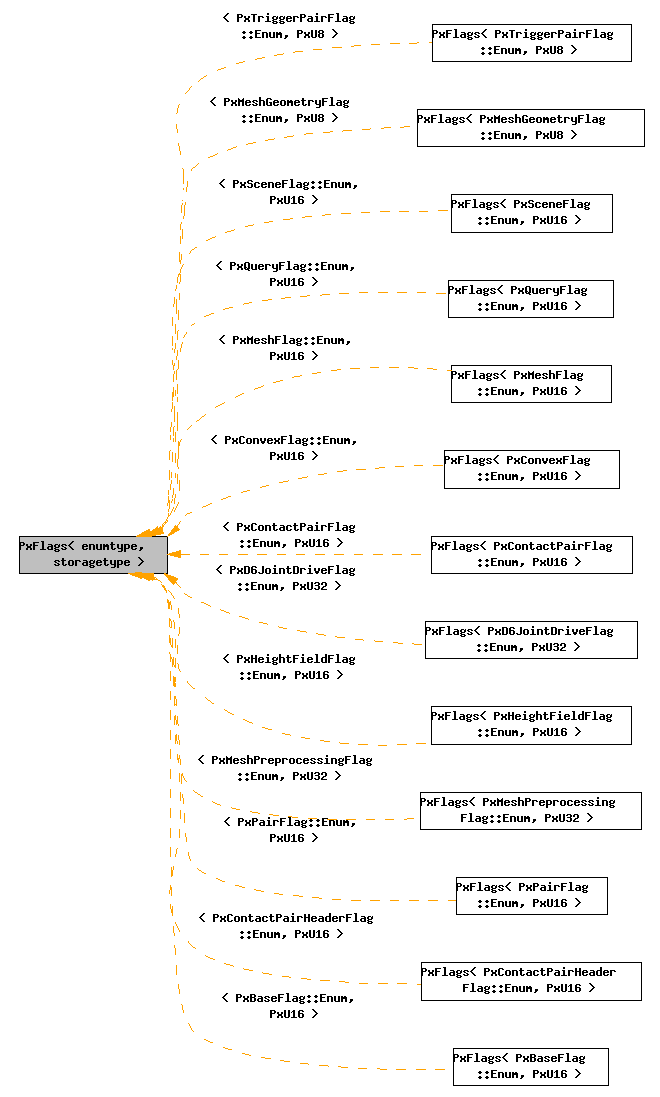 < PxTriggerPairFlag
::Enum, PxU8 >
PxFlags< PxTriggerPairFlag
::Enum, PxU8 >
< PxMeshGeometryFlag
::Enum, PxU8 >
PxFlags< PxMeshGeometryFlag
::Enum, PxU8 >
< PxSceneFlag::Enum,
PxU16 >
PxFlags< PxSceneFlag
::Enum, PxU16 >
< PxQueryFlag::Enum,
PxU16 >
PxFlags< PxQueryFlag
::Enum, PxU16 >
< PxMeshFlag::Enum,
PxU16 >
PxFlags< PxMeshFlag
::Enum, PxU16 >
< PxConvexFlag::Enum,
PxU16 >
PxFlags< PxConvexFlag
::Enum, PxU16 >
PxFlags< enumtype,
storagetype >
< PxContactPairFlag
::Enum, PxU16 >
PxFlags< PxContactPairFlag
::Enum, PxU16 >
< PxD6JointDriveFlag
::Enum, PxU32 >
PxFlags< PxD6JointDriveFlag
::Enum, PxU32 >
< PxHeightFieldFlag
::Enum, PxU16 >
PxFlags< PxHeightFieldFlag
::Enum, PxU16 >
< PxMeshPreprocessingFlag
::Enum, PxU32 >
PxFlags< PxMeshPreprocessing
Flag::Enum, PxU32 >
< PxPairFlag::Enum,
PxU16 >
PxFlags< PxPairFlag
::Enum, PxU16 >
< PxContactPairHeaderFlag
::Enum, PxU16 >
PxFlags< PxContactPairHeader
Flag::Enum, PxU16 >
< PxBaseFlag::Enum,
PxU16 >
PxFlags< PxBaseFlag
::Enum, PxU16 >